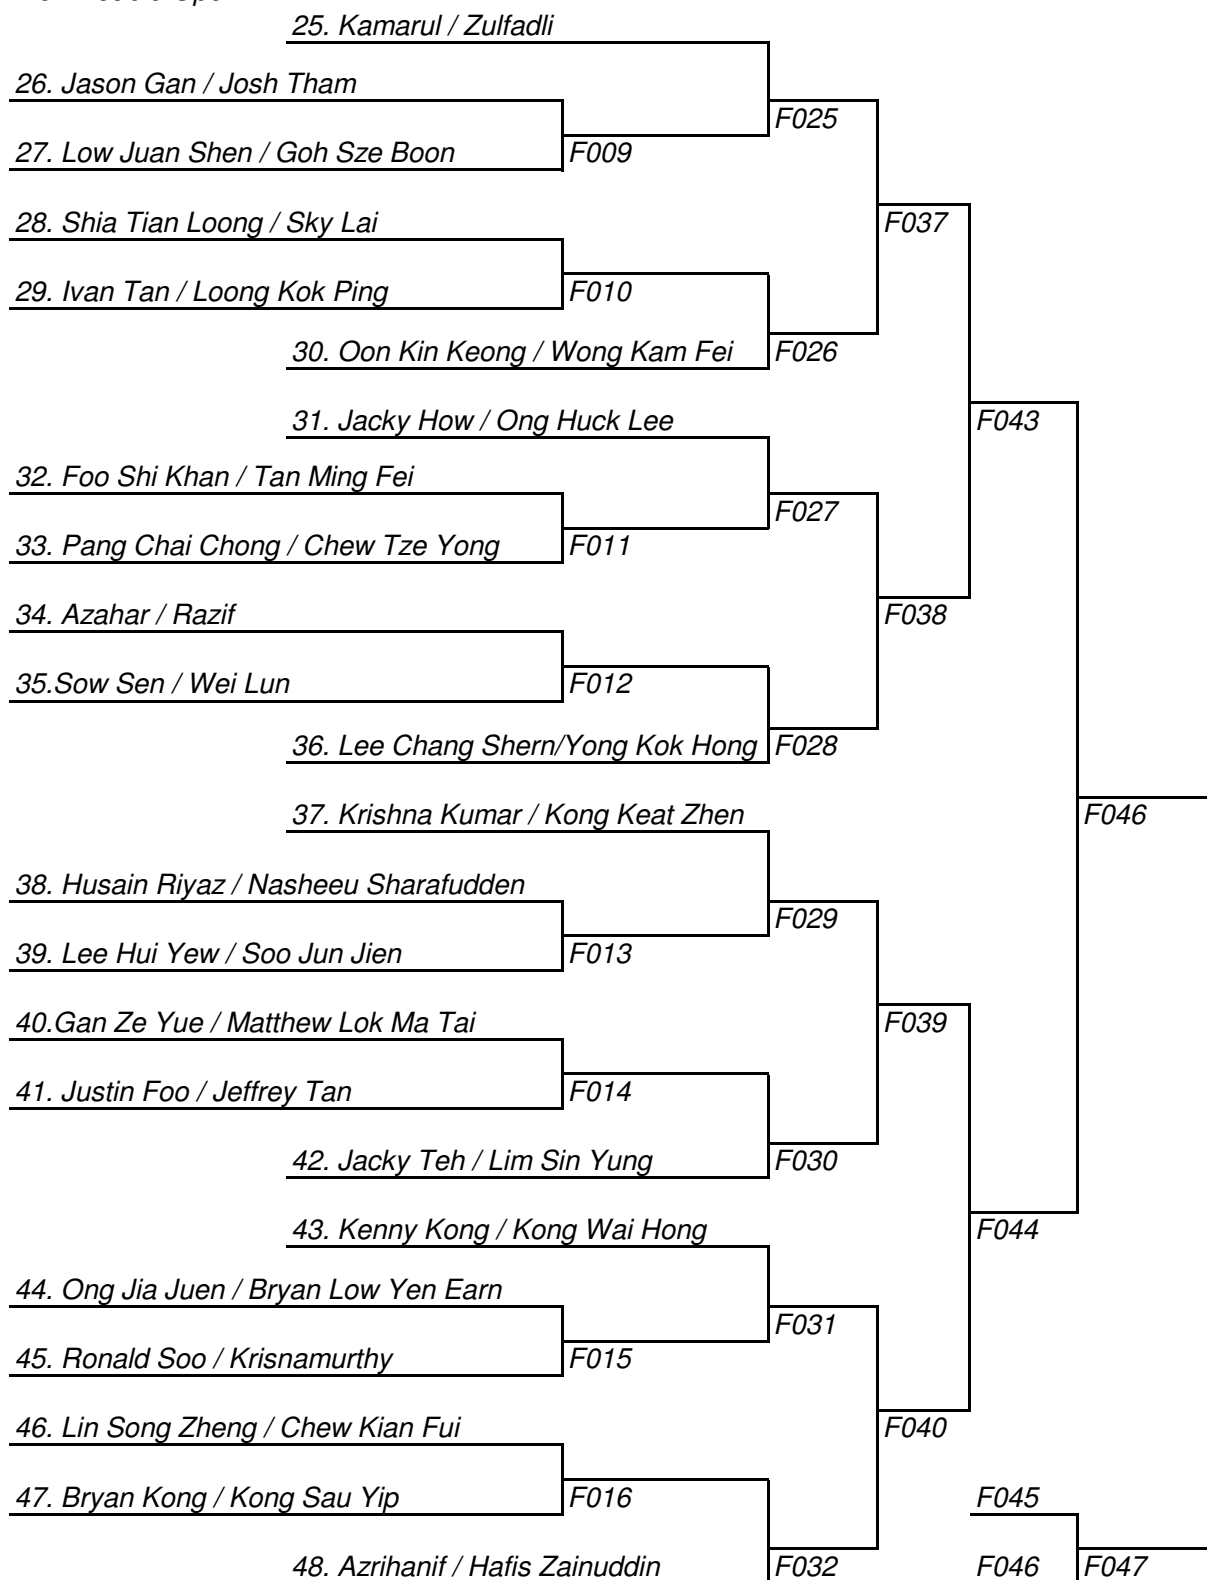 25. Kamarul / Zulfadli
26. Jason Gan / Josh Tham
F025
27. Low Juan Shen / Goh Sze Boon F009
28. Shia Tian Loong / Sky Lai F037
29. Ivan Tan / Loong Kok Ping F010
30. Oon Kin Keong / Wong Kam Fei F026
31. Jacky How / Ong Huck Lee F043
32. Foo Shi Khan / Tan Ming Fei
F027
33. Pang Chai Chong / Chew Tze Yong F011
34. Azahar / Razif F038
35.Sow Sen / Wei Lun F012
36. Lee Chang Shern/Yong Kok Hong F028
37. Krishna Kumar / Kong Keat Zhen F046
38. Husain Riyaz / Nasheeu Sharafudden
F029
39. Lee Hui Yew / Soo Jun Jien F013
40.Gan Ze Yue / Matthew Lok Ma Tai F039
41. Justin Foo / Jeffrey Tan F014
42. Jacky Teh / Lim Sin Yung F030
43. Kenny Kong / Kong Wai Hong F044
44. Ong Jia Juen / Bryan Low Yen Earn
F031
45. Ronald Soo / Krisnamurthy F015
46. Lin Song Zheng / Chew Kian Fui F040
47. Bryan Kong / Kong Sau Yip F016 F045
48. Azrihanif / Hafis Zainuddin F032 F046 F047